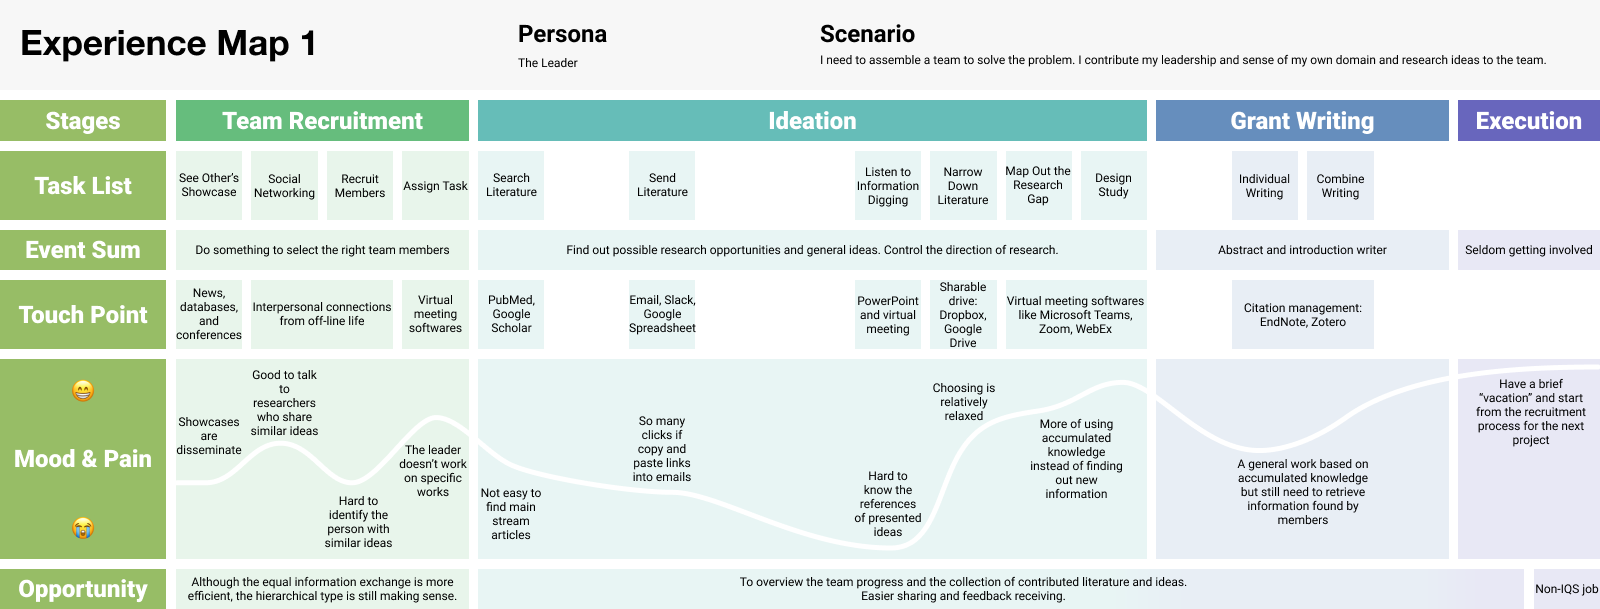 Experience Map 1
Persona
The Leader
Scenario
I need to assemble a team to solve the problem. I contribute my leadership and sense of my own domain and research ideas to the team.
Stages
Team Recruitment
Ideation
Grant Writing
Execution
Task List
See Other's
Showcase
Social
Networking
Recruit
Members
Assign Task
Search
Literature
Send
Literature
Listen to
Information
Digging
Narrow
Down
Literature
Map Out the
Research
Gap
Design
Study
Individual
Writing
Combine
Writing
Event Sum
Do something to select the right team members
Find out possible research opportunities and general ideas. Control the direction of research.
Abstract and introduction writer
Seldom getting involved
Touch Point
News,
databases,
and
conferences
Interpersonal connections
from off-line life
Virtual
meeting
softwares
PubMed,
Google
Scholar
Email, Slack,
Google
Spreadsheet
PowerPoint
and virtual
meeting
Sharable
drive:
Dropbox,
Google
Drive
Virtual meeting softwares
like Microsoft Teams,
Zoom, WebEx
Citation management:
EndNote, Zotero
Mood & Pain
Showcases
are
disseminate
Good to talk
to
researchers
who share
similar ideas
Hard to
identify the
person with
similar ideas
The leader
doesn't work
on specific
works
Not easy to
find main
stream
articles
So many
clicks if
copy and
paste links
into emails
Hard to
know the
references
of presented
ideas
Choosing is
relatively
relaxed
More of using
accumulated
knowledge
instead of finding
out new
information
A general work based on
accumulated knowledge
but still need to retrieve
information found by
members
Have a brief
“vacation” and start
from the recruitment
process for the next
project
Opportunity
Although the equal information exchange is more
efficient, the hierarchical type is still making sense.
To overview the team progress and the collection of contributed literature and ideas.
Easier sharing and feedback receiving.
Non-IQS job